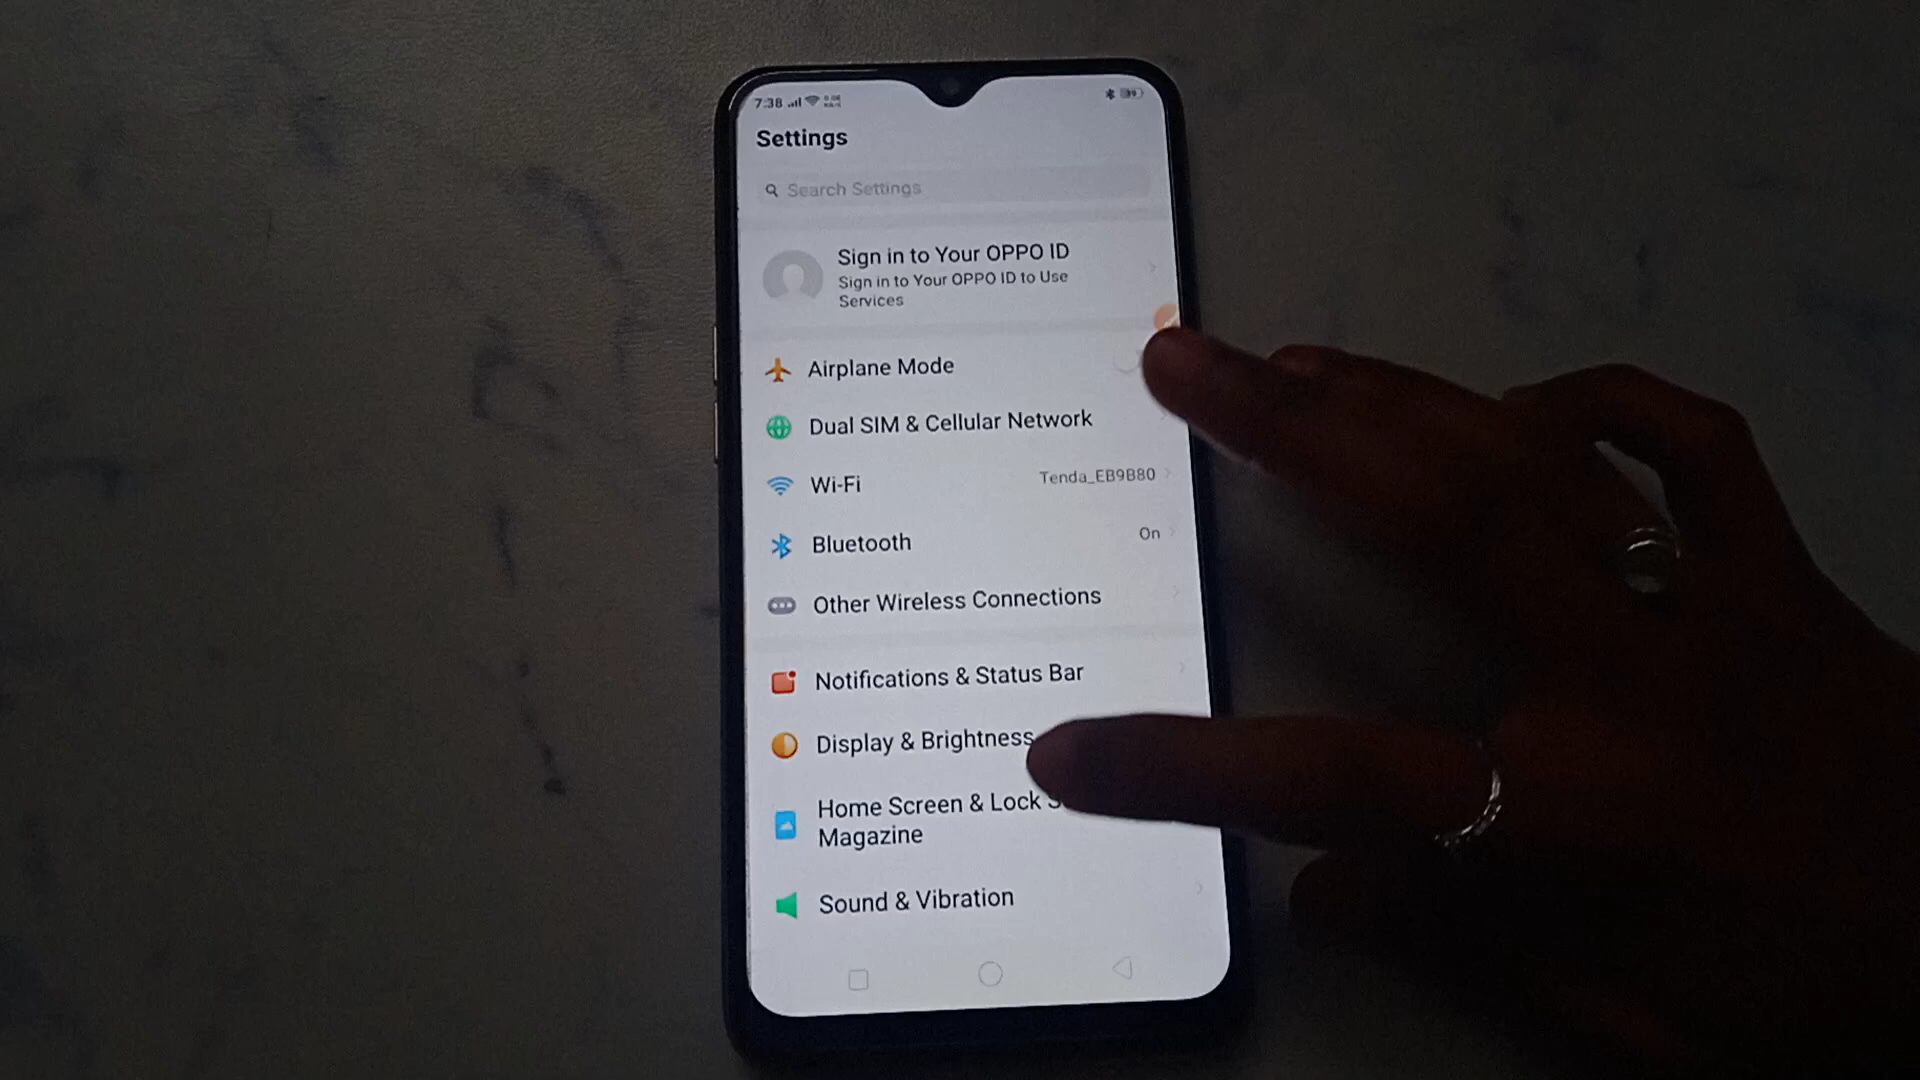 7:38
Settings
Search Settings
Sign in to Your OPPO ID
Sign in to Your OPPO ID to Use
Services
Airplane Mode
Dual SIM & Cellular Network
Wi-Fi Tenda_EB9B80
Bluetooth On
Other Wireless Connections
Notifications & Status Bar
Display & Brightness
Home Screen & Lock S
Magazine
Sound & Vibration